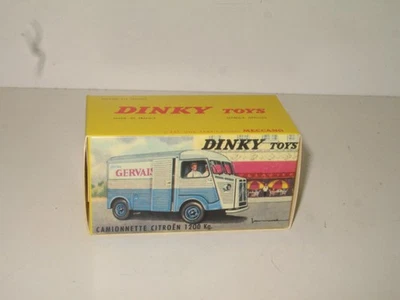 DINKY TOYS
MECCANO
DINKY TOYS
GERVAIS
CAMIONNETTE CITROËN 1200 Kg.